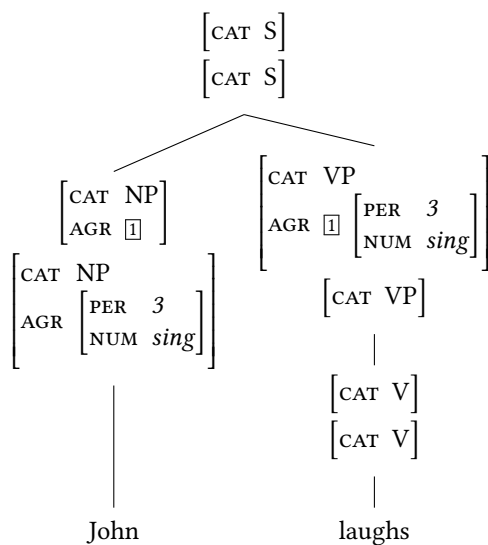 [CAT S]
[CAT S]
[CAT NP
AGR 1]
[CAT VP
AGR 1 [PER 3
NUM sing]]
[CAT NP
AGR [PER 3
NUM sing]]
[CAT VP]
[CAT V]
[CAT V]
John
laughs